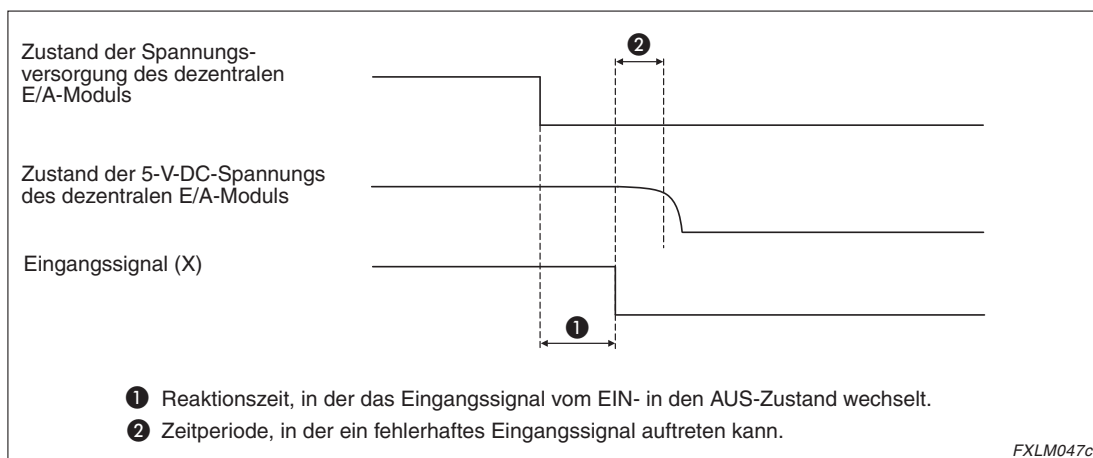 Zustand der Spannungs-
versorgung des dezentralen
E/A-Moduls
❷
Zustand der 5-V-DC-Spannungs
des dezentralen E/A-Moduls
Eingangssignal (X)
❶
❶ Reaktionszeit, in der das Eingangssignal vom EIN- in den AUS-Zustand wechselt.
❷ Zeitperiode, in der ein fehlerhaftes Eingangssignal auftreten kann.
FXLM047c